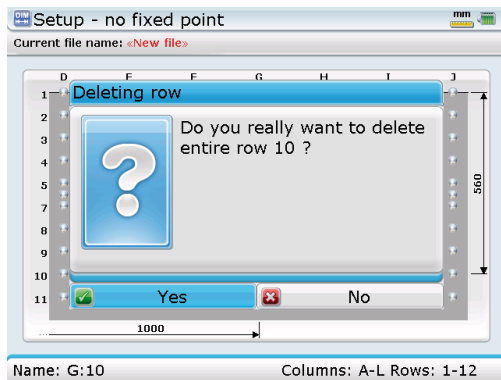 DIM
Setup - no fixed point
mm
Current file name: «New file»
D E F G H I J
1
2
3
4
5
6
7
8
9
10
11
Deleting row
Do you really want to delete
entire row 10 ?
Yes
No
560
... 1000
Name: G:10
Columns: A-L Rows: 1-12